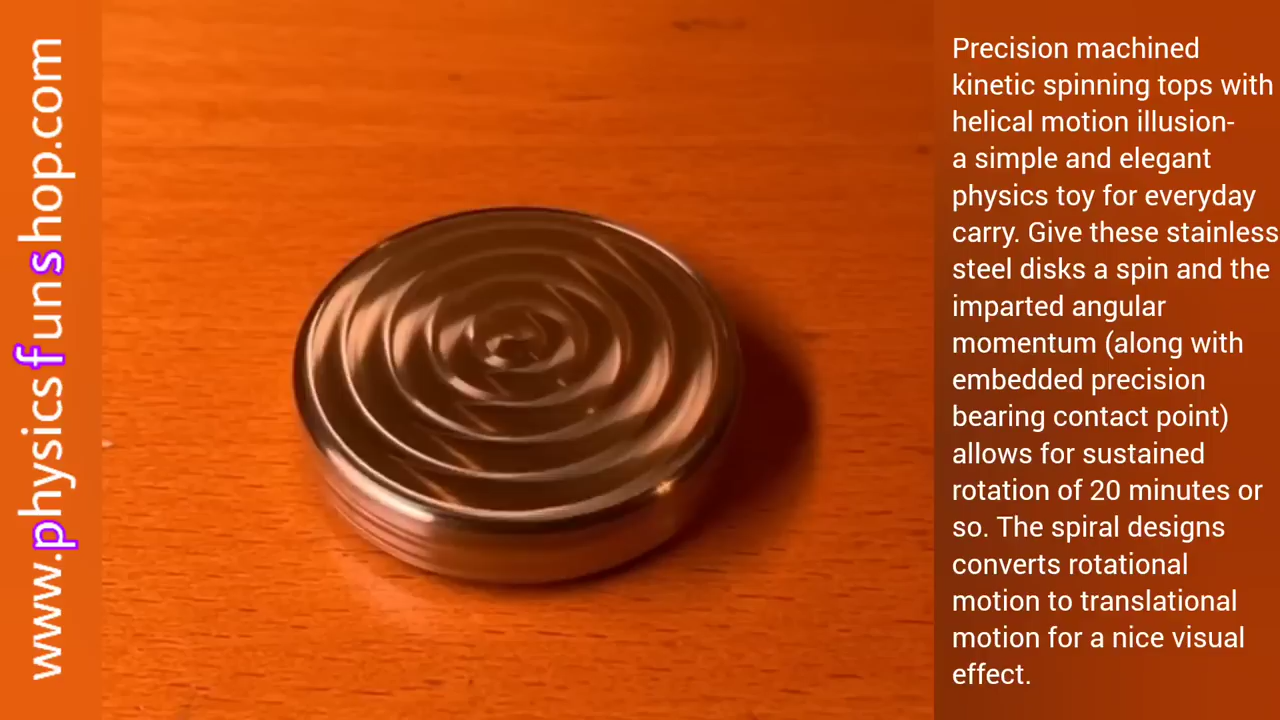 www.physicsfunshop.com
Precision machined
kinetic spinning tops with
helical motion illusion-
a simple and elegant
physics toy for everyday
carry. Give these stainless
steel disks a spin and the
imparted angular
momentum (along with
embedded precision
bearing contact point)
allows for sustained
rotation of 20 minutes or
so. The spiral designs
converts rotational
motion to translational
motion for a nice visual
effect.